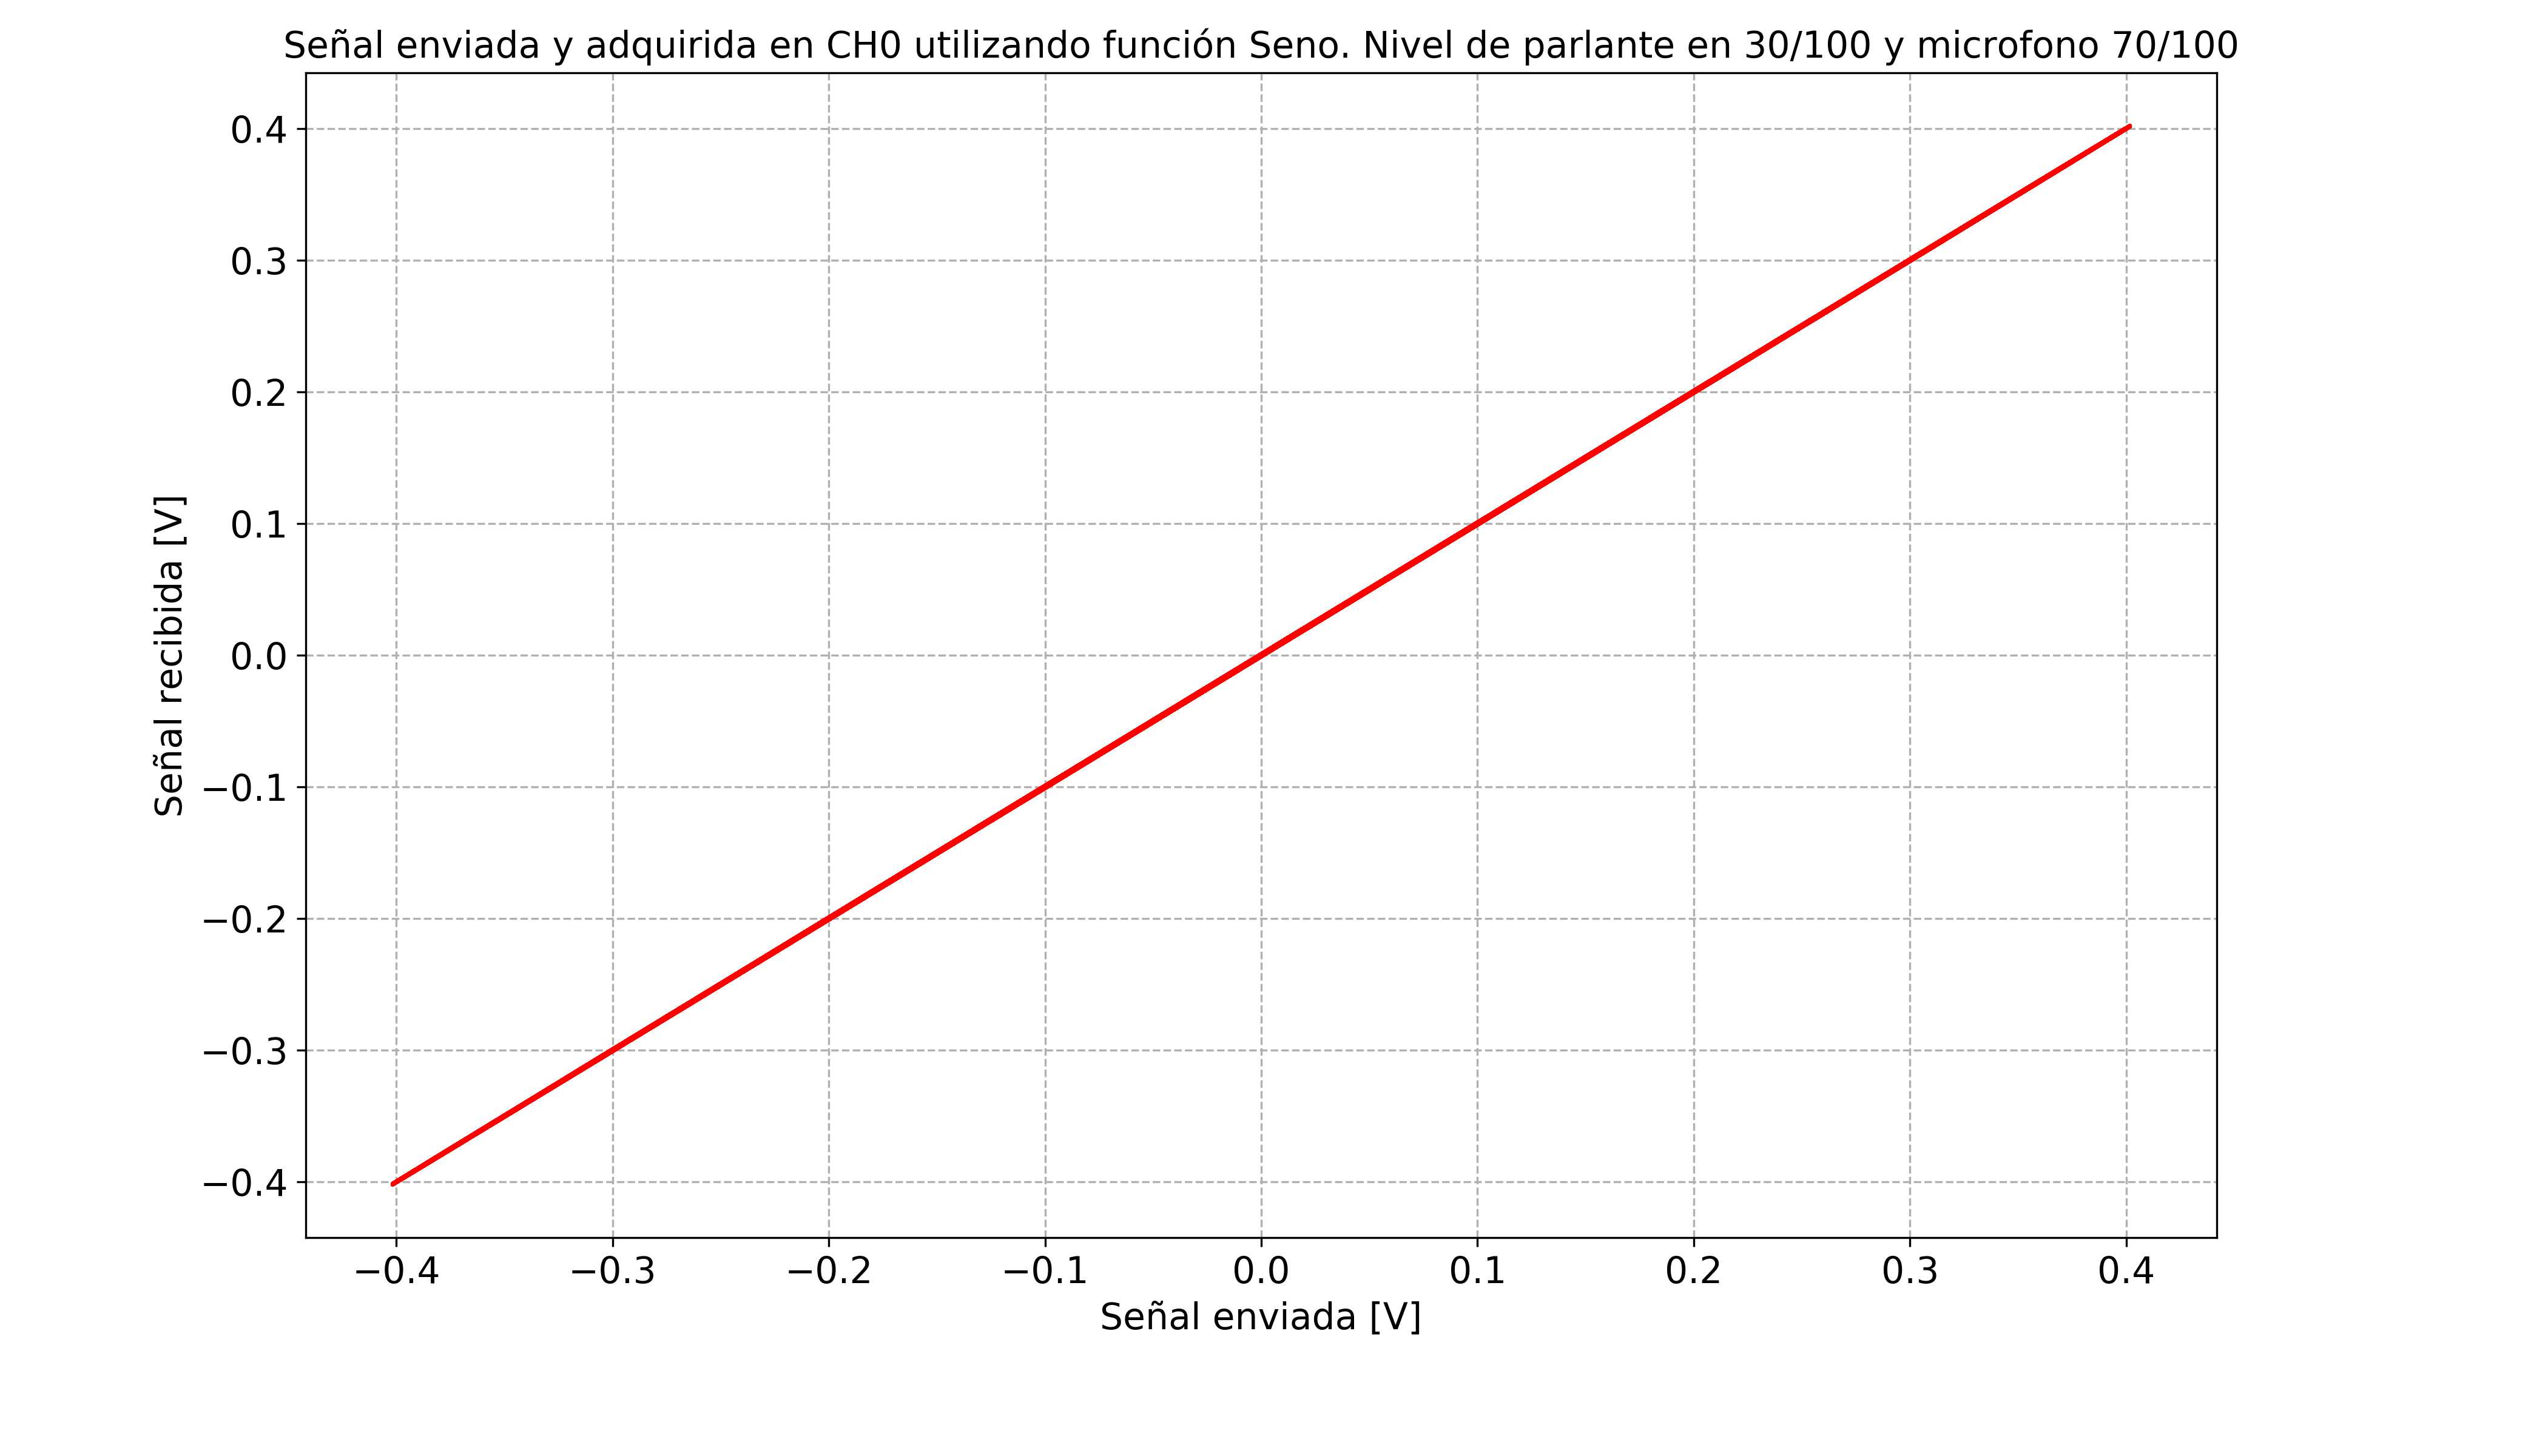 Señal enviada y adquirida en CH0 utilizando función Seno. Nivel de parlante en 30/100 y microfono 70/100
Señal recibida [V]
0.4
0.3
0.2
0.1
0.0
−0.1
−0.2
−0.3
−0.4
−0.4 −0.3 −0.2 −0.1 0.0 0.1 0.2 0.3 0.4
Señal enviada [V]